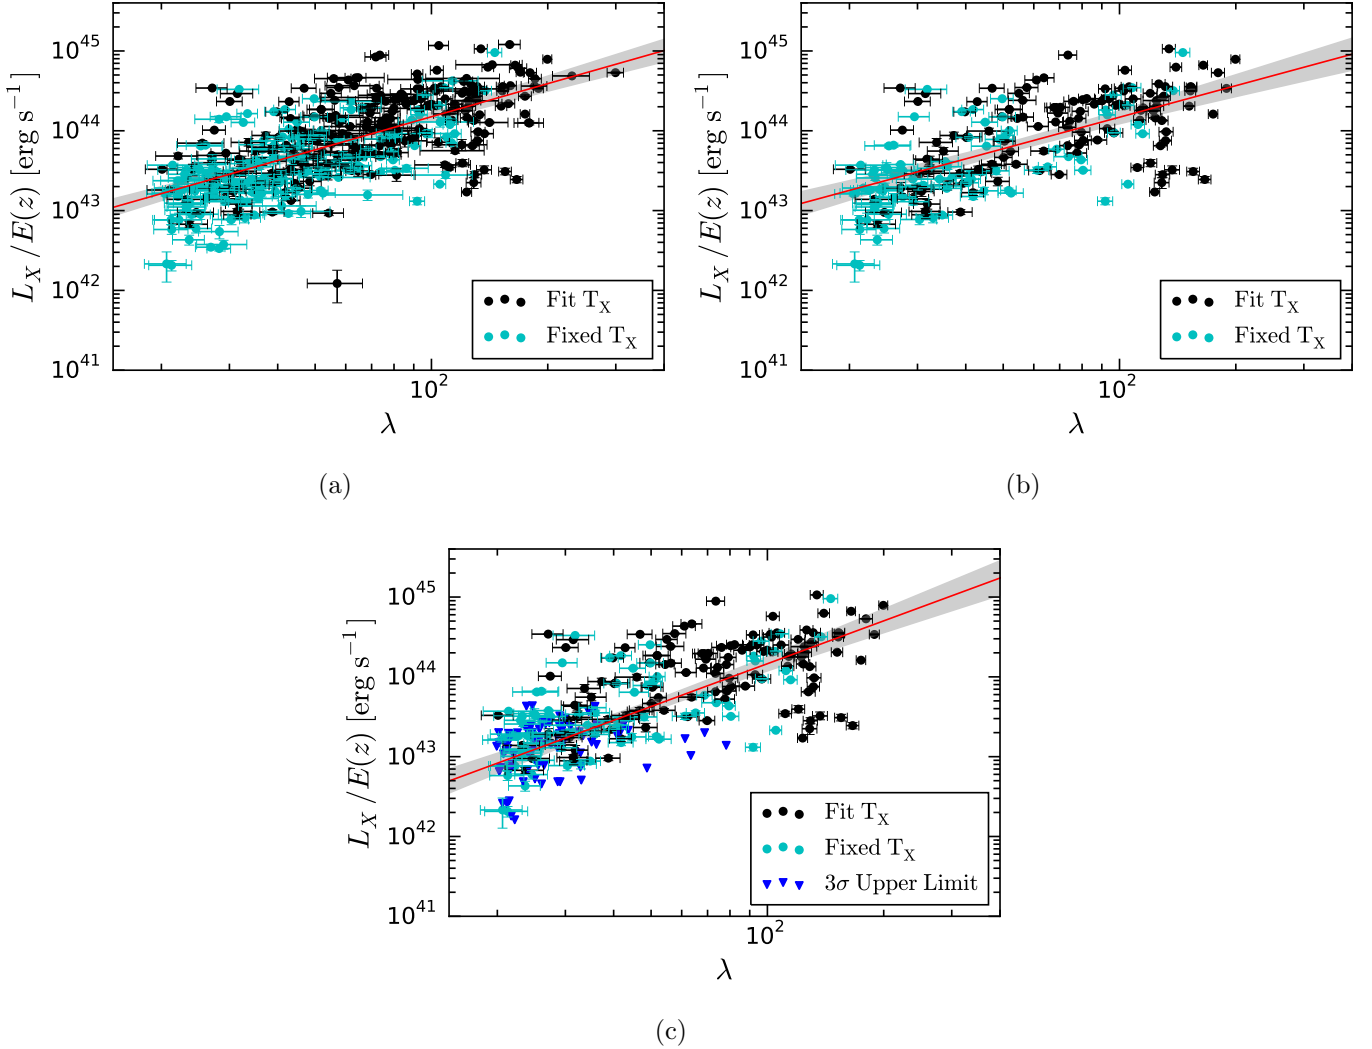 10^45
10^44
10^43
10^42
10^41
L_X /E(z) [erg s^−1]
Fit T_X
Fixed T_X
10^2
λ
(a)
10^45
10^44
10^43
10^42
10^41
L_X /E(z) [erg s^−1]
Fit T_X
Fixed T_X
10^2
λ
(b)
10^45
10^44
10^43
10^42
10^41
L_X /E(z) [erg s^−1]
Fit T_X
Fixed T_X
3σ Upper Limit
10^2
λ
(c)